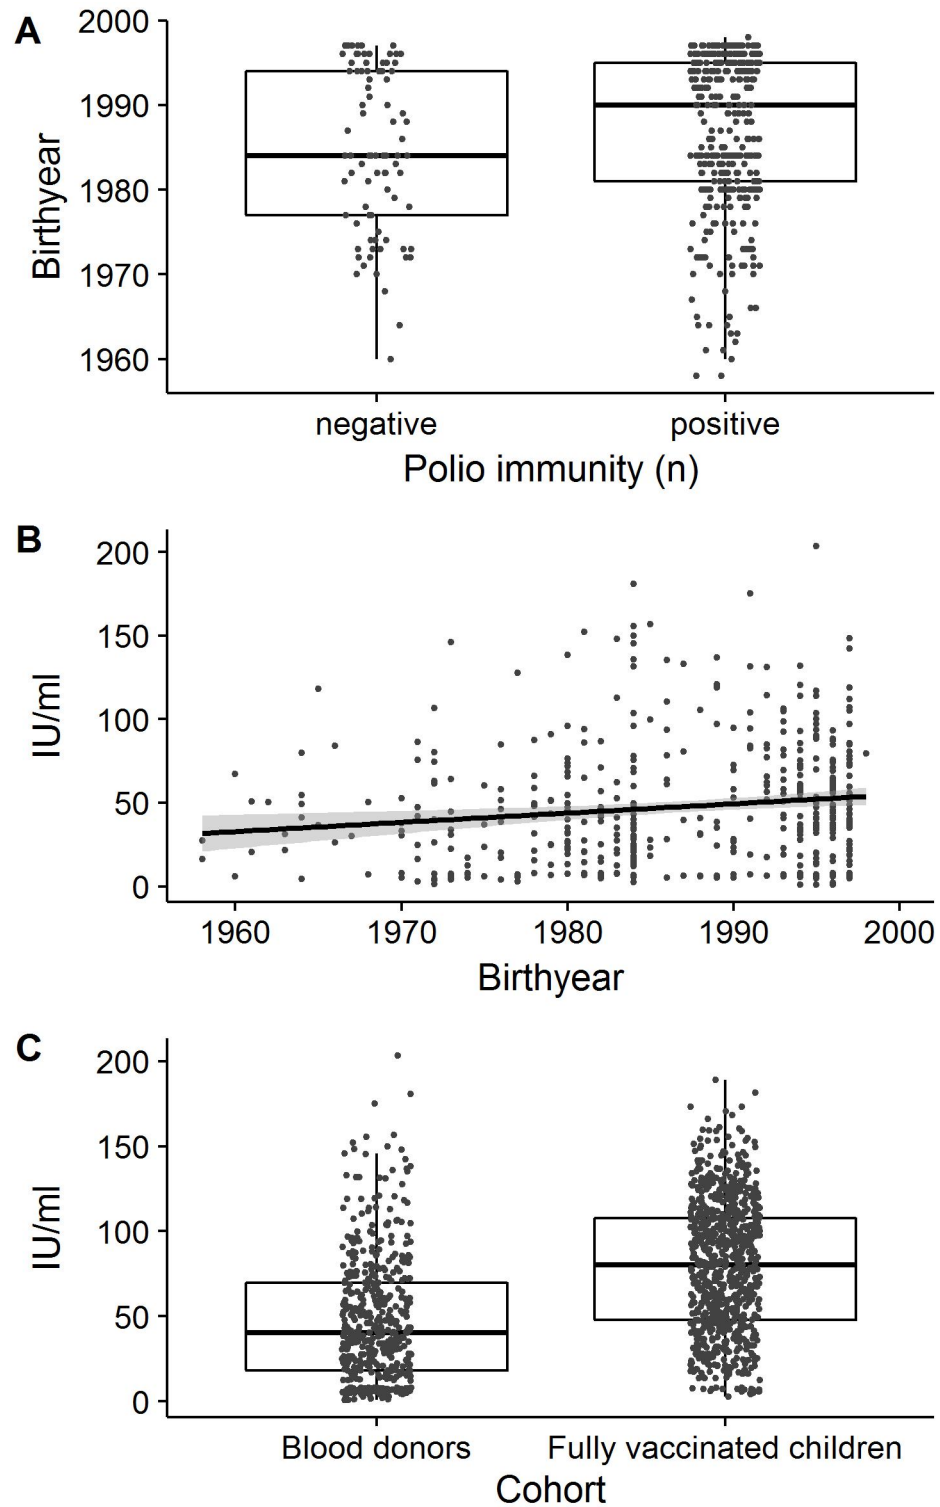 A
2000
1990
1980
1970
1960
Birthyear
negative positive
Polio immunity (n)
B
200
150
100
50
0
IU/ml
1960 1970 1980 1990 2000
Birthyear
C
200
150
100
50
0
IU/ml
Blood donors Fully vaccinated children
Cohort